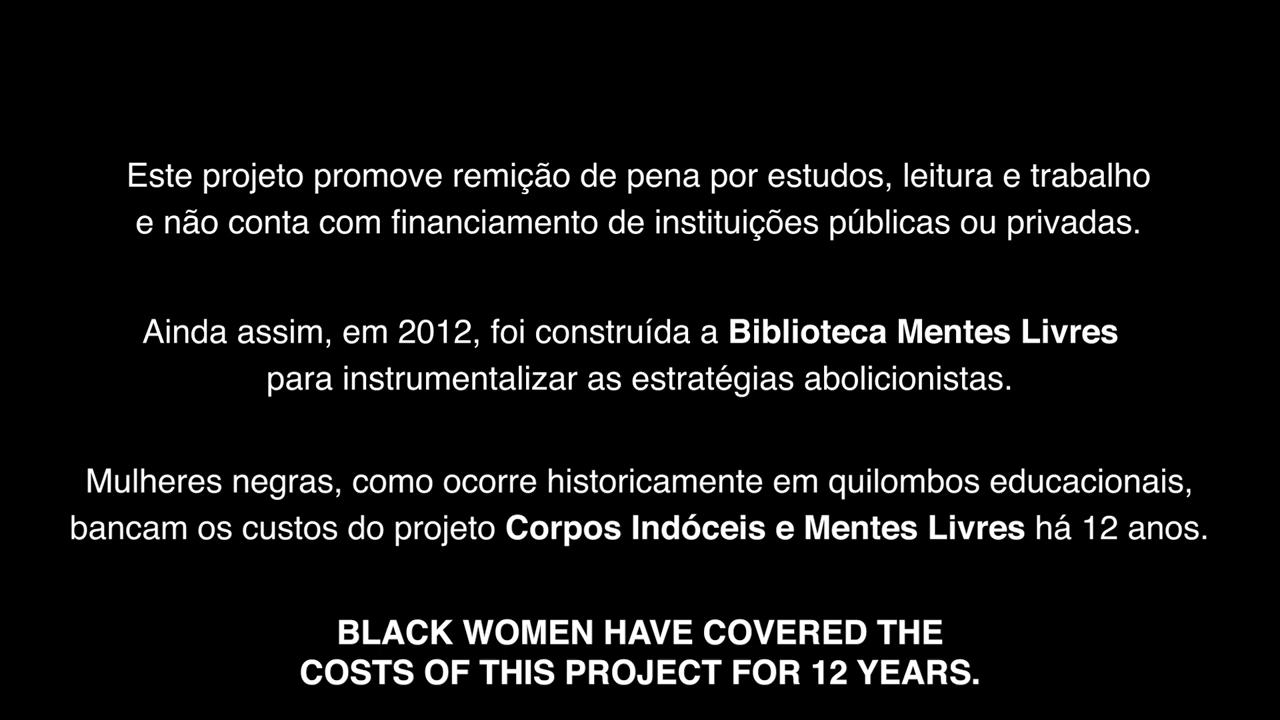 Este projeto promove remição de pena por estudos, leitura e trabalho
e não conta com financiamento de instituições públicas ou privadas.
Ainda assim, em 2012, foi construída a Biblioteca Mentes Livres
para instrumentalizar as estratégias abolicionistas.
Mulheres negras, como ocorre historicamente em quilombos educacionais,
bancam os custos do projeto Corpos Indóceis e Mentes Livres há 12 anos.
BLACK WOMEN HAVE COVERED THE
COSTS OF THIS PROJECT FOR 12 YEARS.